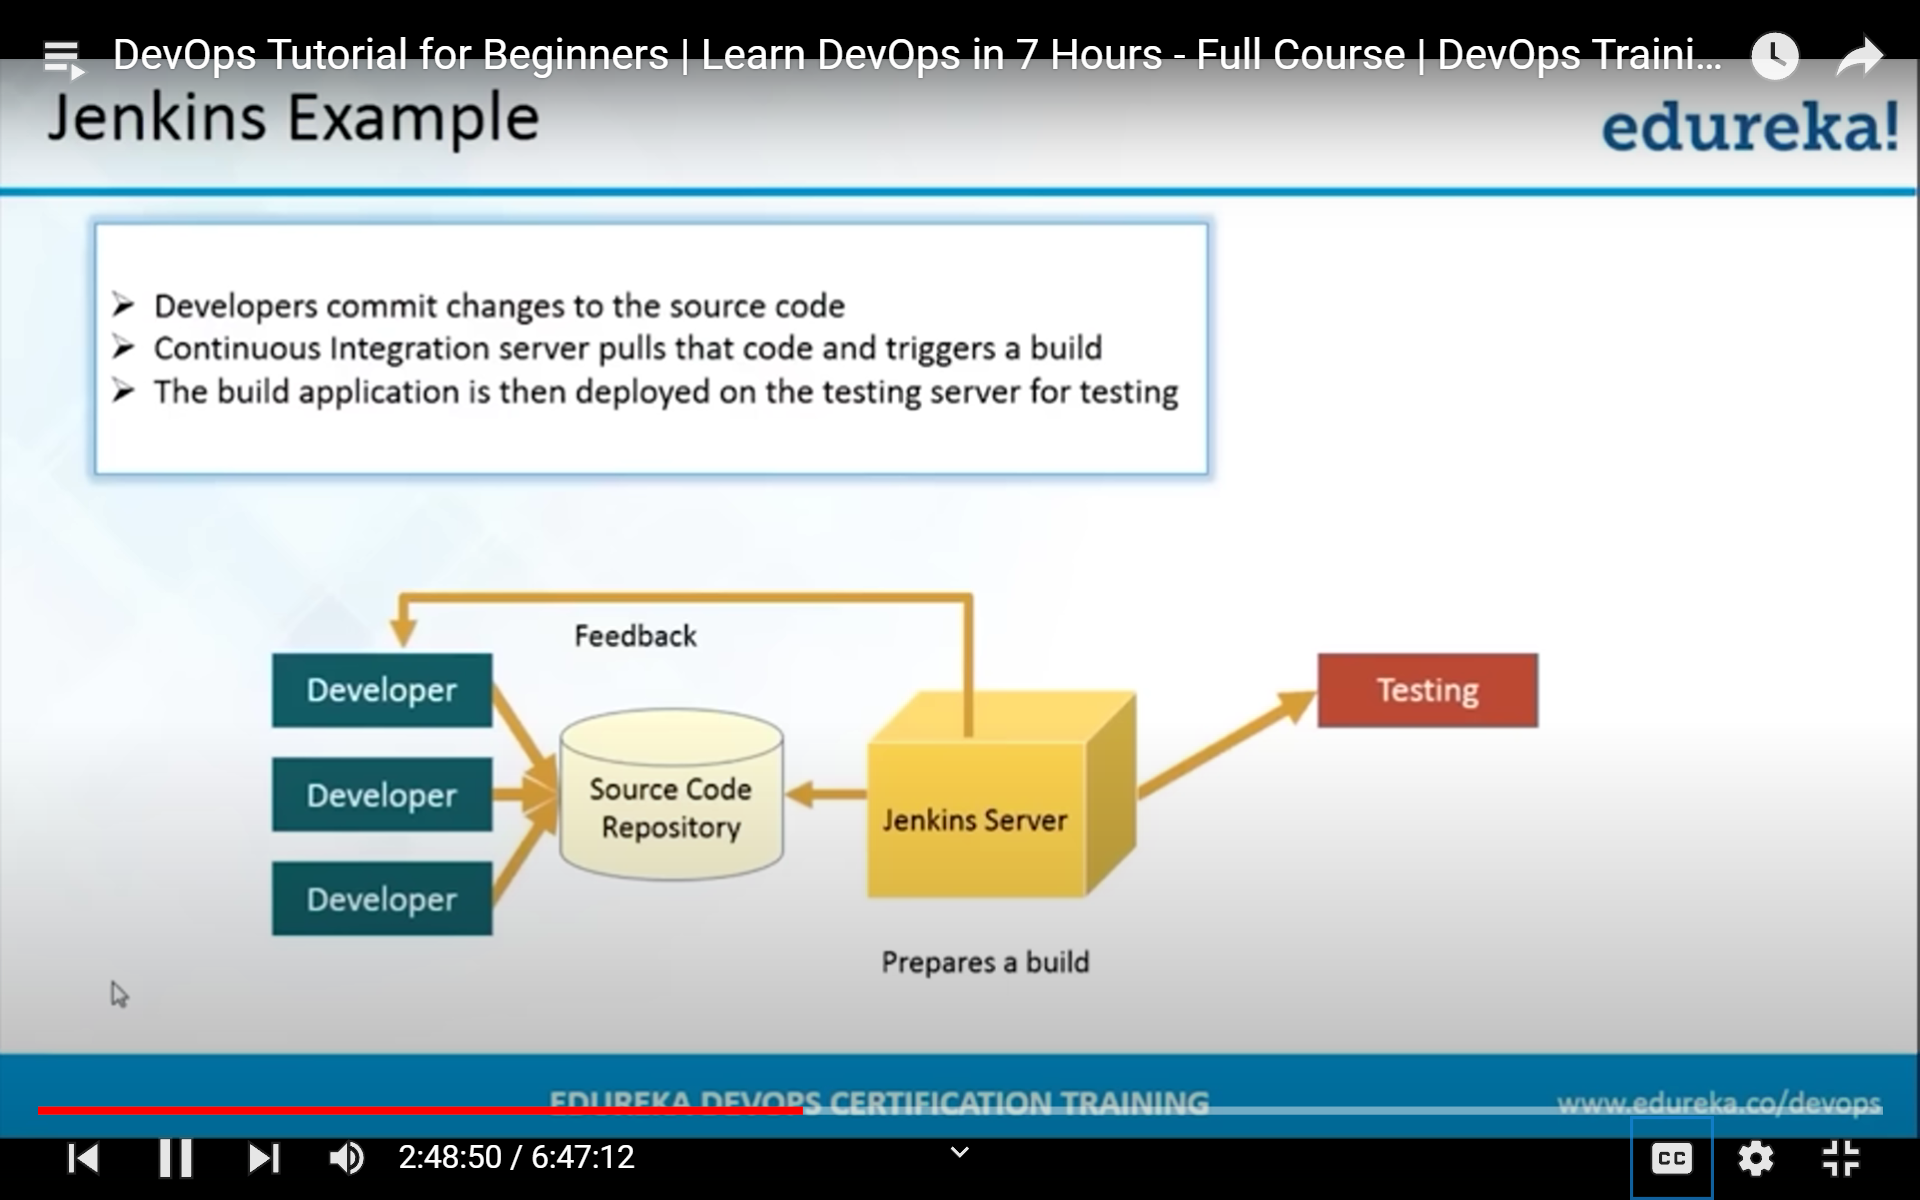 DevOps Tutorial for Beginners | Learn DevOps in 7 Hours - Full Course | DevOps Traini...
Jenkins Example
edureka!
Developers commit changes to the source code
Continuous Integration server pulls that code and triggers a build
The build application is then deployed on the testing server for testing
Feedback
Developer
Testing
Developer
Source Code
Repository
Jenkins Server
Developer
Prepares a build
EDUREKA DEVOPS CERTIFICATION TRAINING
www.edureka.co/devops
2:48:50 / 6:47:12
CC